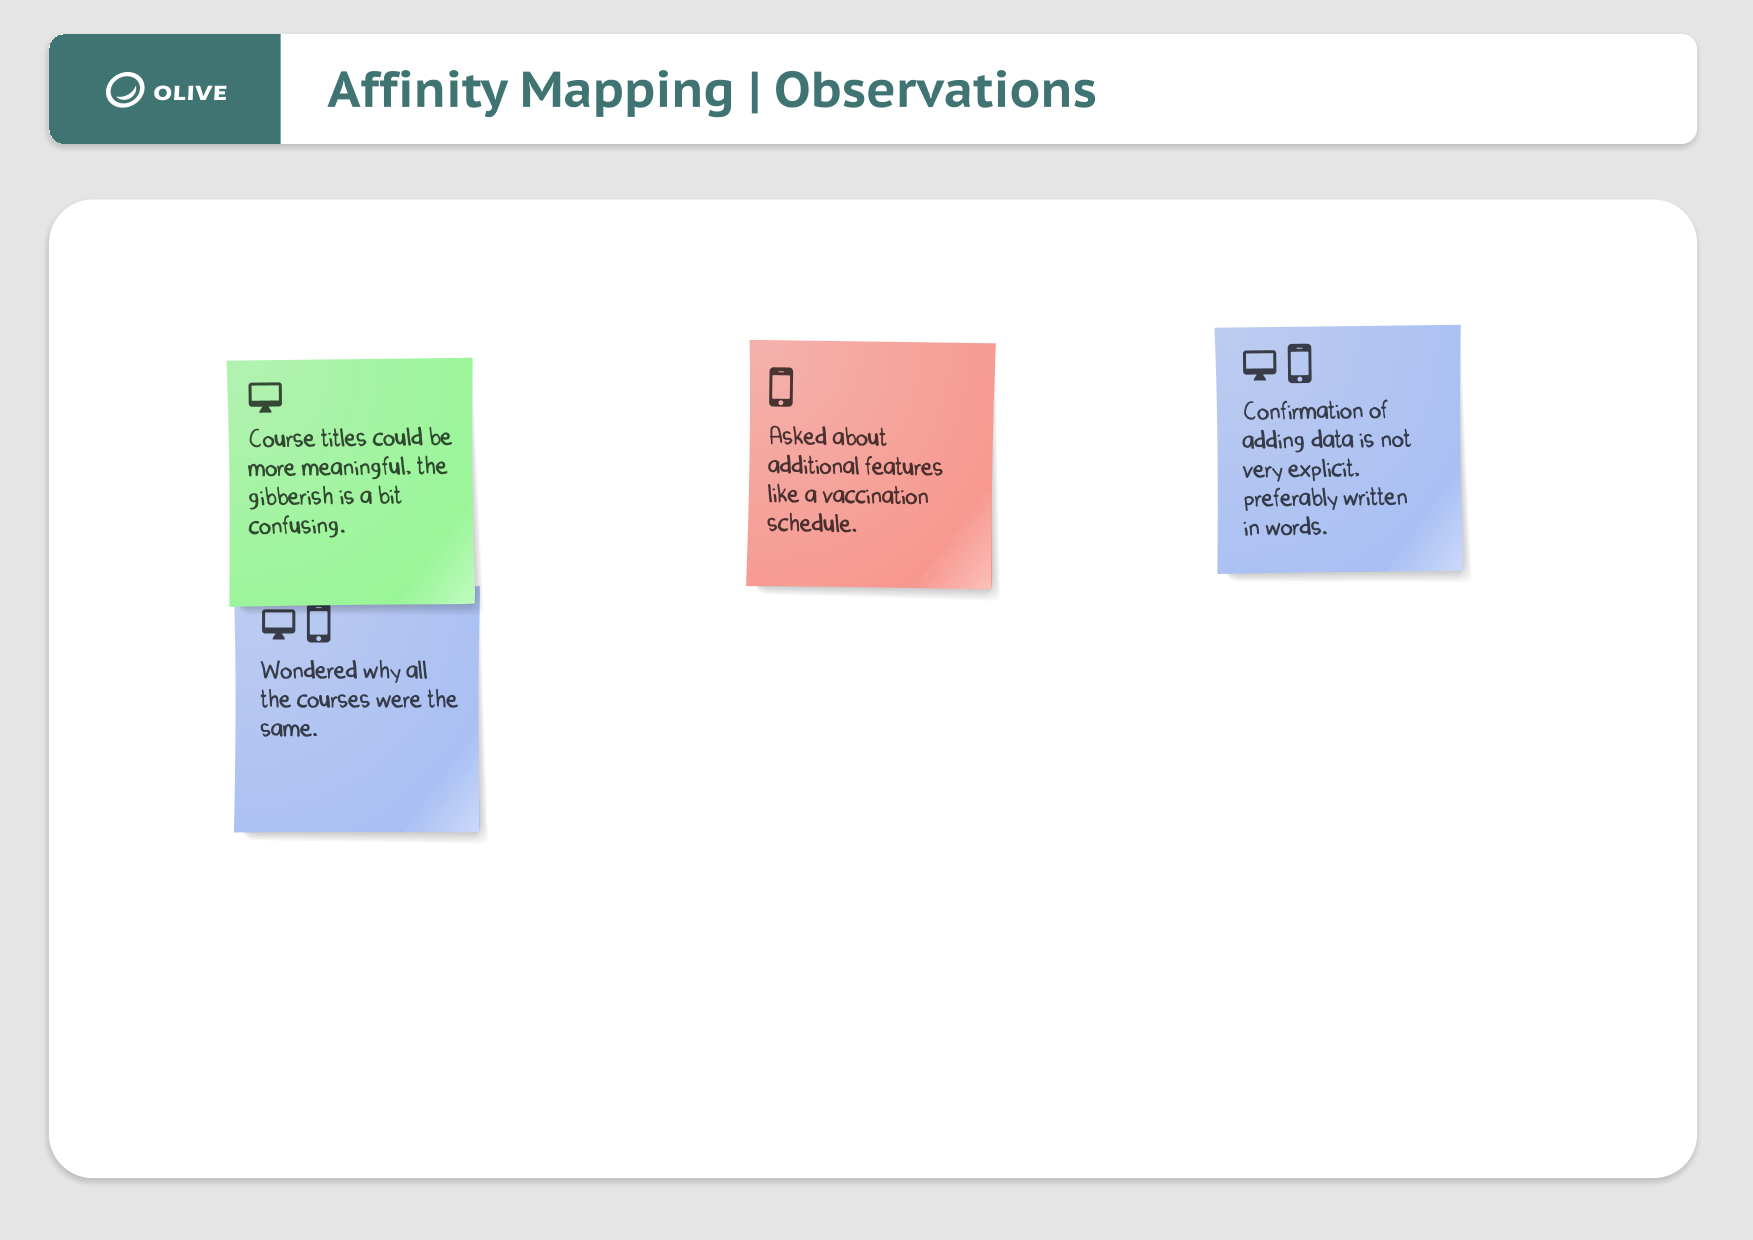 OLIVE
Affinity Mapping | Observations
Course titles could be
more meaningful, the
gibberish is a bit
confusing.
Wondered why all
the courses were the
same.
Asked about
additional features
like a vaccination
schedule.
Confirmation of
adding data is not
very explicit,
preferably written
in words.